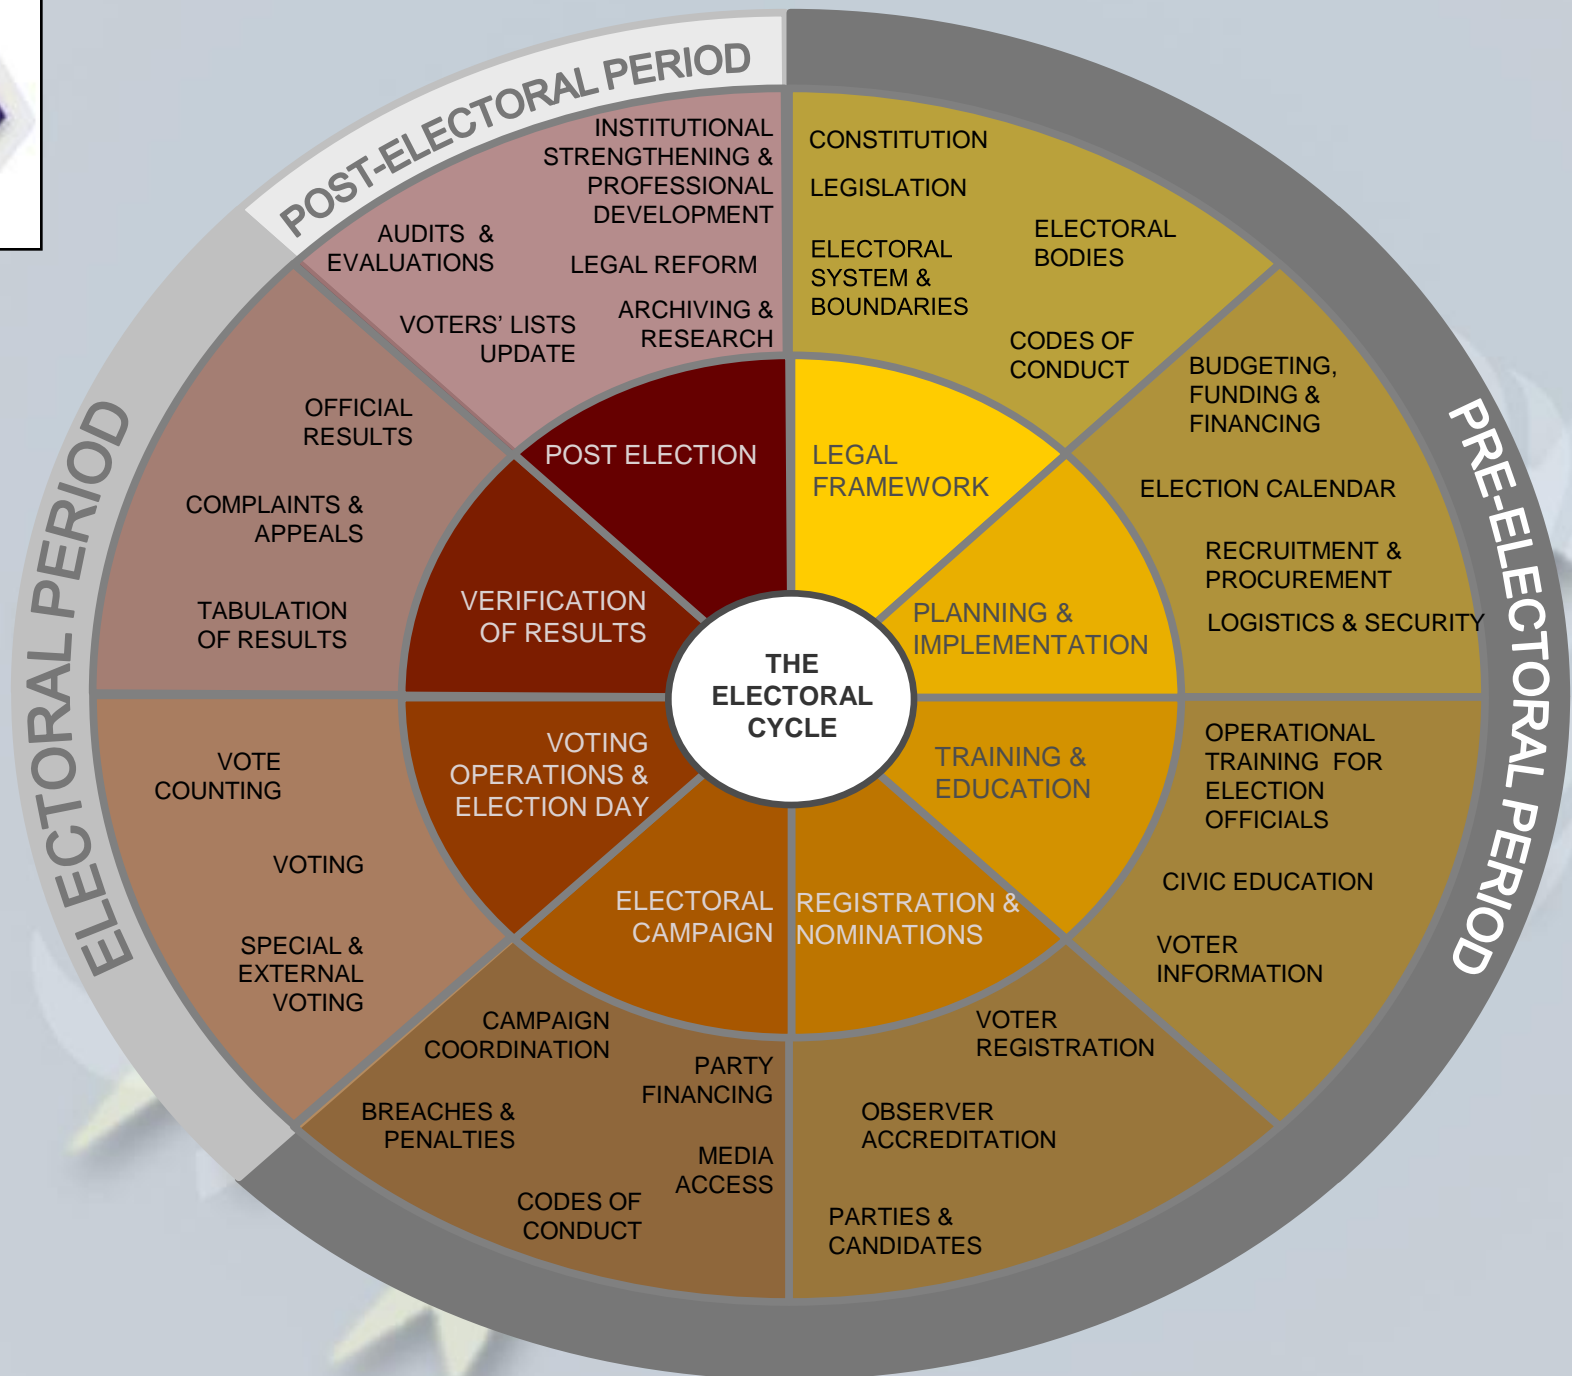 POST-ELECTORAL PERIOD
INSTITUTIONAL
STRENGTHENING &
PROFESSIONAL
DEVELOPMENT
AUDITS &
EVALUATIONS
LEGAL REFORM
VOTERS' LISTS
UPDATE
ARCHIVING &
RESEARCH
POST ELECTION
PRE-ELECTORAL PERIOD
CONSTITUTION
LEGISLATION
ELECTORAL
SYSTEM &
BOUNDARIES
ELECTORAL
BODIES
CODES OF
CONDUCT
LEGAL
FRAMEWORK
BUDGETING,
FUNDING &
FINANCING
ELECTION CALENDAR
RECRUITMENT &
PROCUREMENT
LOGISTICS & SECURITY
PLANNING &
IMPLEMENTATION
THE
ELECTORAL
CYCLE
TRAINING &
EDUCATION
OPERATIONAL
TRAINING FOR
ELECTION
OFFICIALS
CIVIC EDUCATION
VOTER
INFORMATION
REGISTRATION &
NOMINATIONS
VOTER
REGISTRATION
OBSERVER
ACCREDITATION
PARTIES &
CANDIDATES
ELECTORAL
CAMPAIGN
CAMPAIGN
COORDINATION
PARTY
FINANCING
BREACHES &
PENALTIES
MEDIA
ACCESS
CODES OF
CONDUCT
ELECTORAL PERIOD
VOTING
OPERATIONS &
ELECTION DAY
VOTE
COUNTING
VOTING
SPECIAL &
EXTERNAL
VOTING
VERIFICATION
OF RESULTS
OFFICIAL
RESULTS
COMPLAINTS &
APPEALS
TABULATION
OF RESULTS